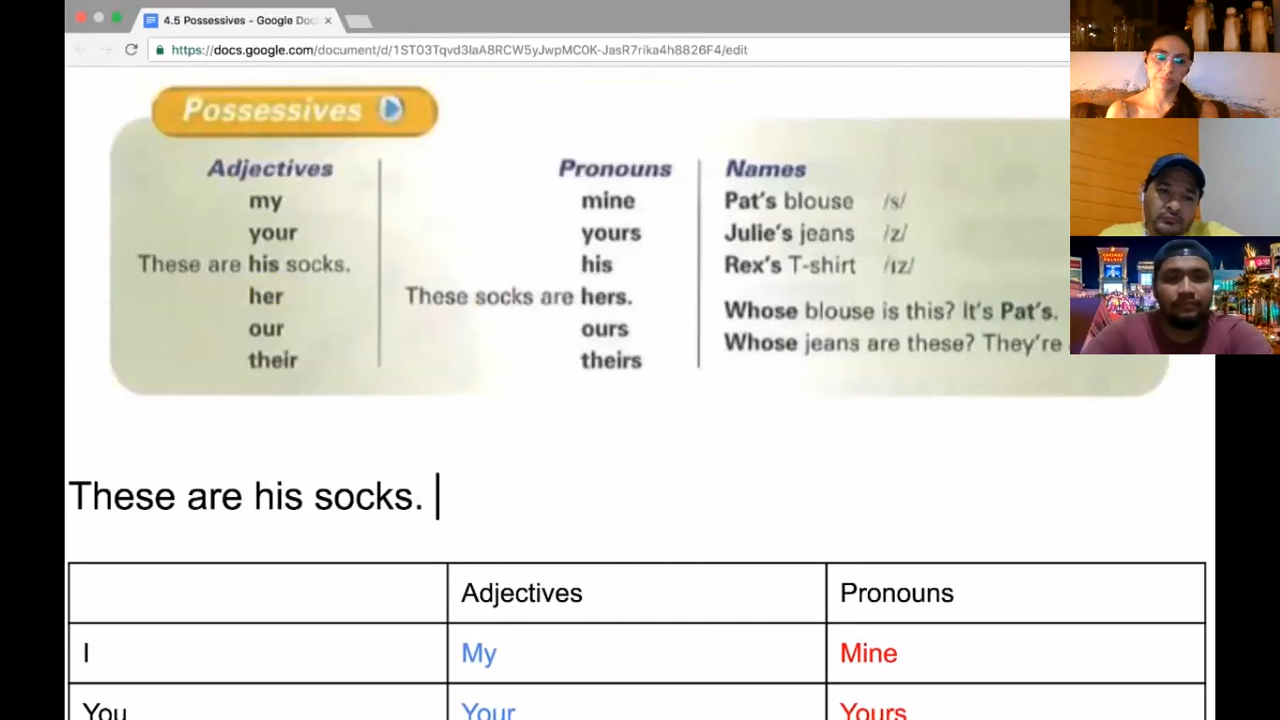 4.5 Possessives - Google Doc
https://docs.google.com/document/d/1ST03Tqvd3laA8RCW5yJwpMC0K-JasR7rika4h8826F4/edit
Possessives
Adjectives
my
your
These are his socks.
her
our
their
Pronouns
mine
yours
his
These socks are hers.
ours
theirs
Names
Pat's blouse /s/
Julie's jeans /z/
Rex's T-shirt /ɪz/
Whose blouse is this? It's Pat's.
Whose jeans are these? They're
These are his socks.
Adjectives Pronouns
I My Mine
You Your Yours